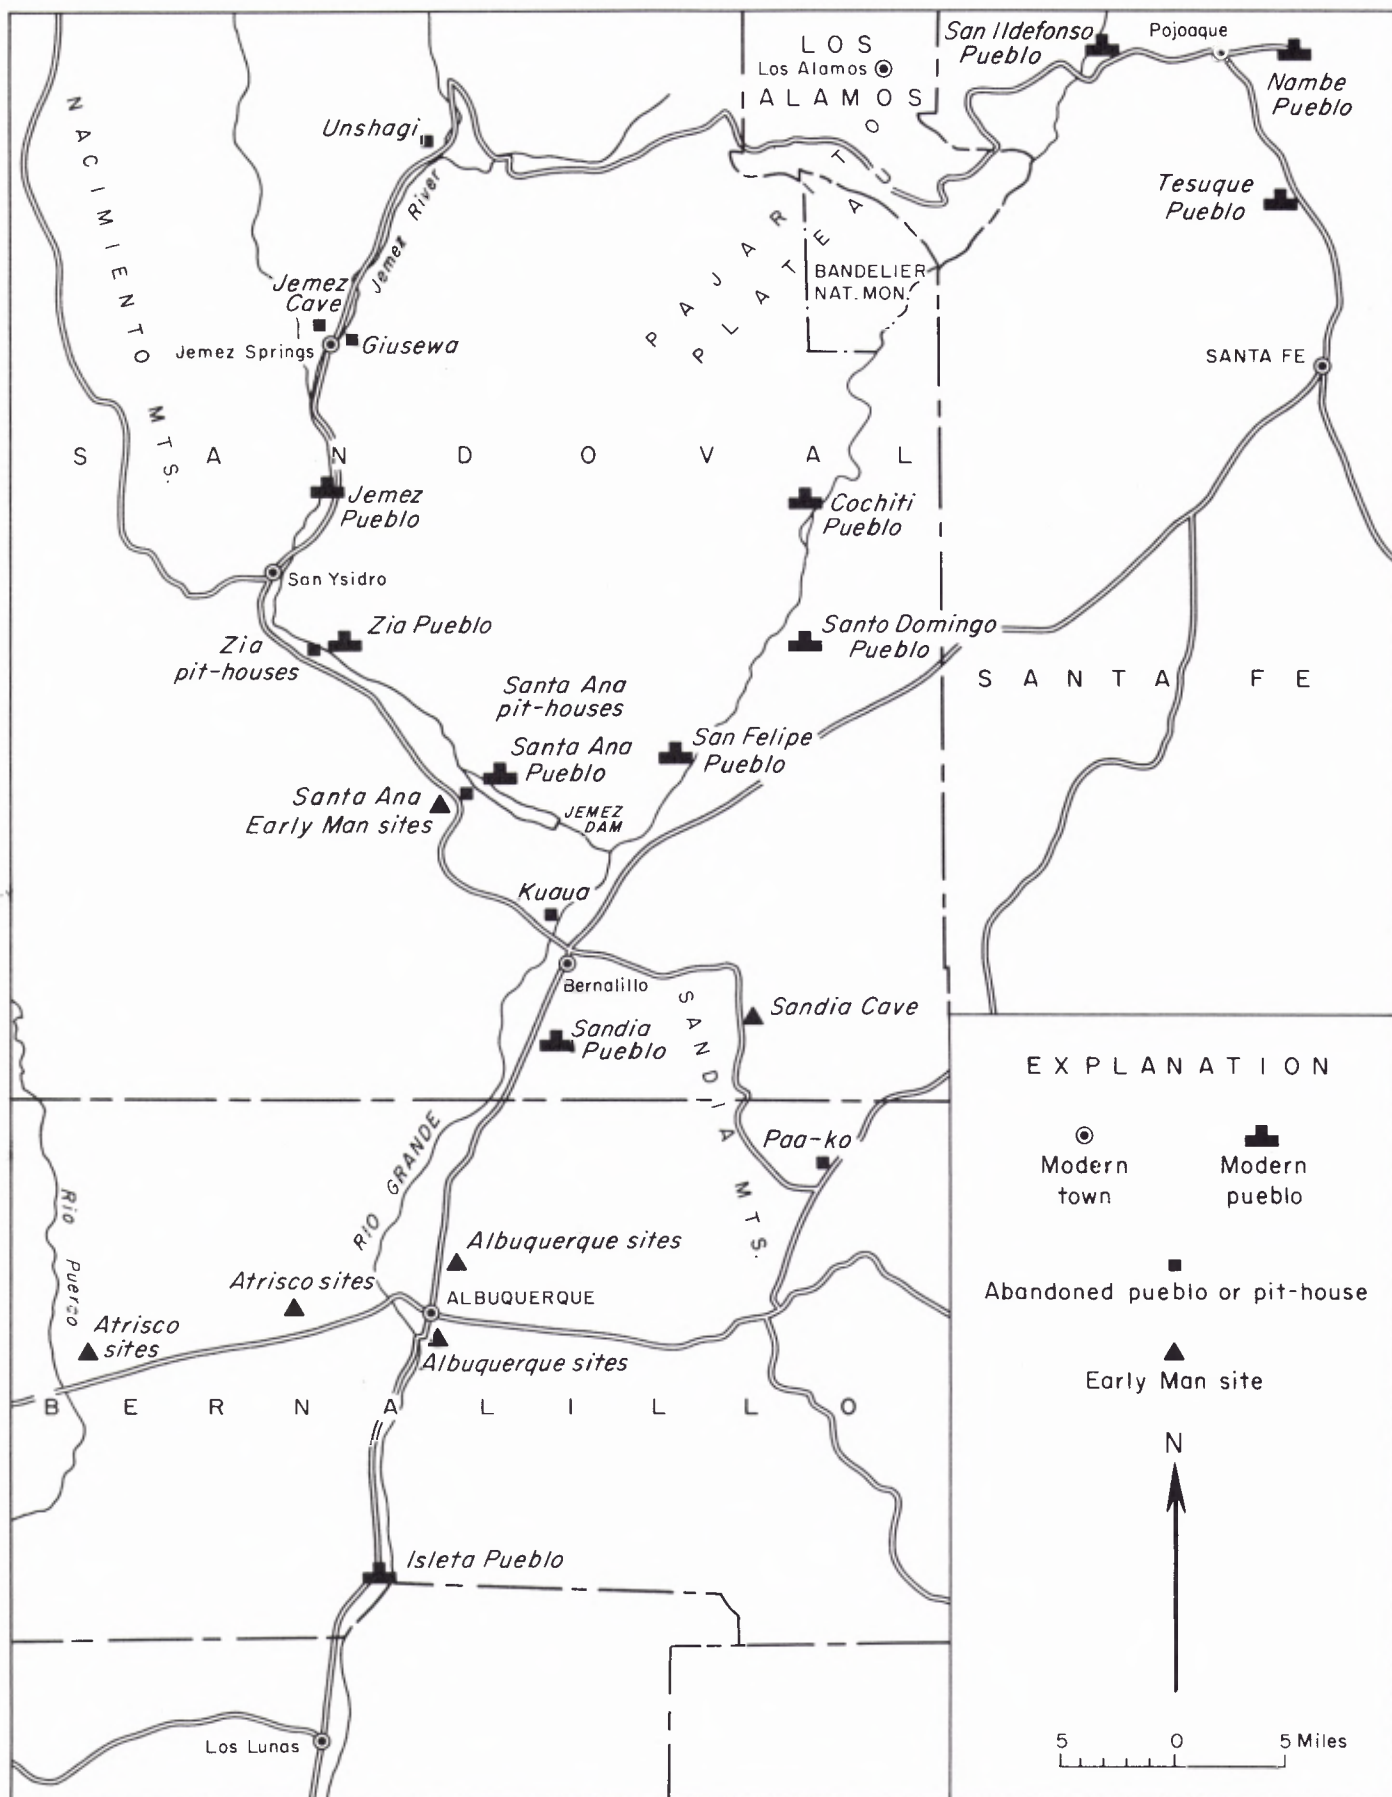 LOS
Los Alamos
ALAMOS
San Ildefonso
Pueblo
Pojoaque
Nambe
Pueblo
NACIMIENTO MTS.
Unshagi
Jemez River
Tesuque
Pueblo
PAJARITO
PLATEAU
BANDELIER
NAT. MON.
Jemez
Cave
Jemez Springs
Giusewa
SANTA FE
SANDOVAL
Jemez
Pueblo
Cochiti
Pueblo
San Ysidro
Zia Pueblo
Zia
pit-houses
Santo Domingo
Pueblo
SANTA FE
Santa Ana
pit-houses
Santa Ana
Pueblo
San Felipe
Pueblo
Santa Ana
Early Man sites
JEMEZ
DAM
Kuaua
Bernalillo
SANDIA MTS.
Sandia Cave
Sandia
Pueblo
RIO GRANDE
Paa-ko
Rio Puerco
Albuquerque sites
Atrisco sites
ALBUQUERQUE
Atrisco
sites
Albuquerque sites
BERNALILLO
Isleta Pueblo
Los Lunas
EXPLANATION
Modern
town
Modern
pueblo
Abandoned pueblo or pit-house
Early Man site
N
5 0 5 Miles